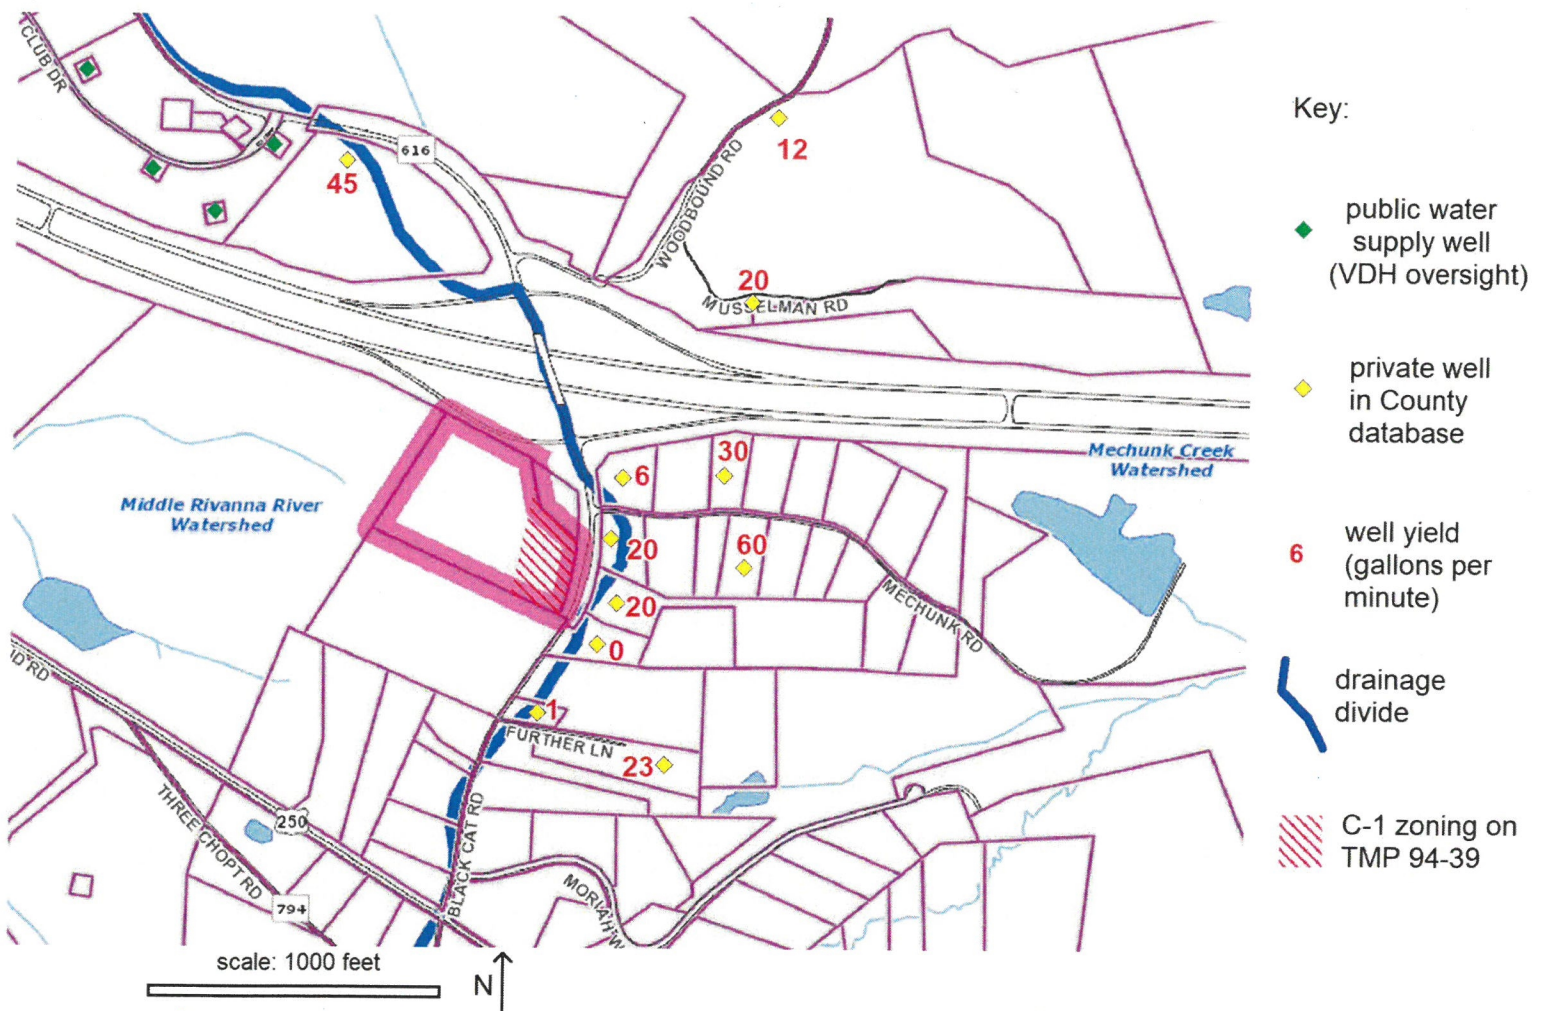 CLUB DR
616
45
12
WOODBOUND RD
20
MUSSELMAN RD
Mechunk Creek
Watershed
30
6
Middle Rivanna River
Watershed
20
60
MECHUNK RD
20
0
1
FURTHER LN
23
250
THREE CHOPT RD
794
BLACK CAT RD
RD
scale: 1000 feet
N
Key:
public water
supply well
(VDH oversight)
private well
in County
database
6
well yield
(gallons per
minute)
drainage
divide
C-1 zoning on
TMP 94-39